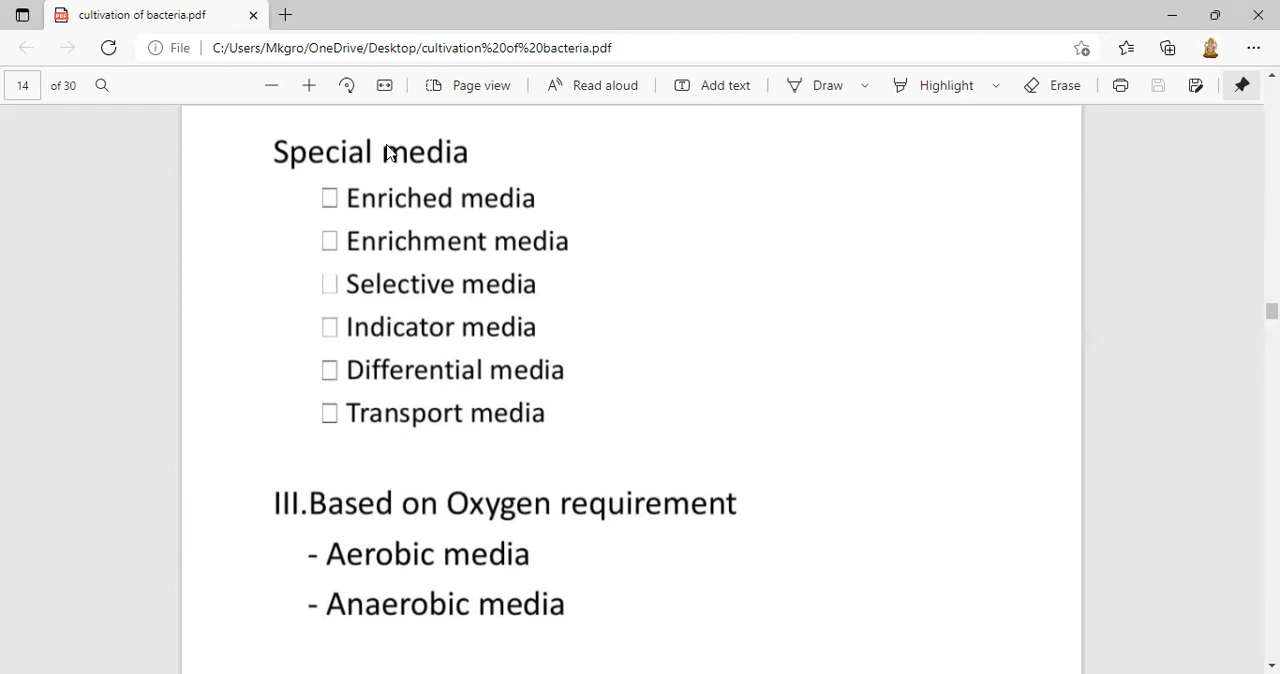 cultivation of bacteria.pdf
File C:/Users/Mkgro/OneDrive/Desktop/cultivation%20of%20bacteria.pdf
14 of 30 Page view Read aloud Add text Draw Highlight Erase
Special media
Enriched media
Enrichment media
Selective media
Indicator media
Differential media
Transport media
III.Based on Oxygen requirement
- Aerobic media
- Anaerobic media